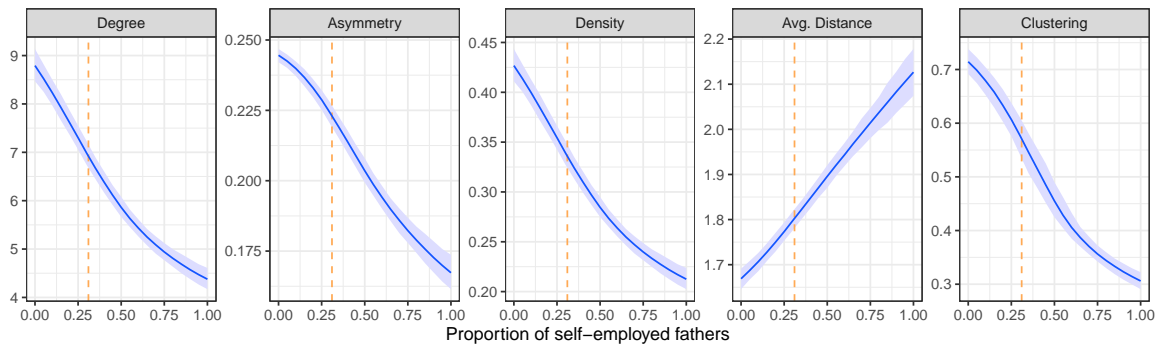 Degree
Asymmetry
Density
Avg. Distance
Clustering
9
8
7
6
5
4
0.250
0.225
0.200
0.175
0.45
0.40
0.35
0.30
0.25
0.20
2.2
2.1
2.0
1.9
1.8
1.7
0.7
0.6
0.5
0.4
0.3
0.00 0.25 0.50 0.75 1.00
0.00 0.25 0.50 0.75 1.00
0.00 0.25 0.50 0.75 1.00
0.00 0.25 0.50 0.75 1.00
0.00 0.25 0.50 0.75 1.00
Proportion of self−employed fathers